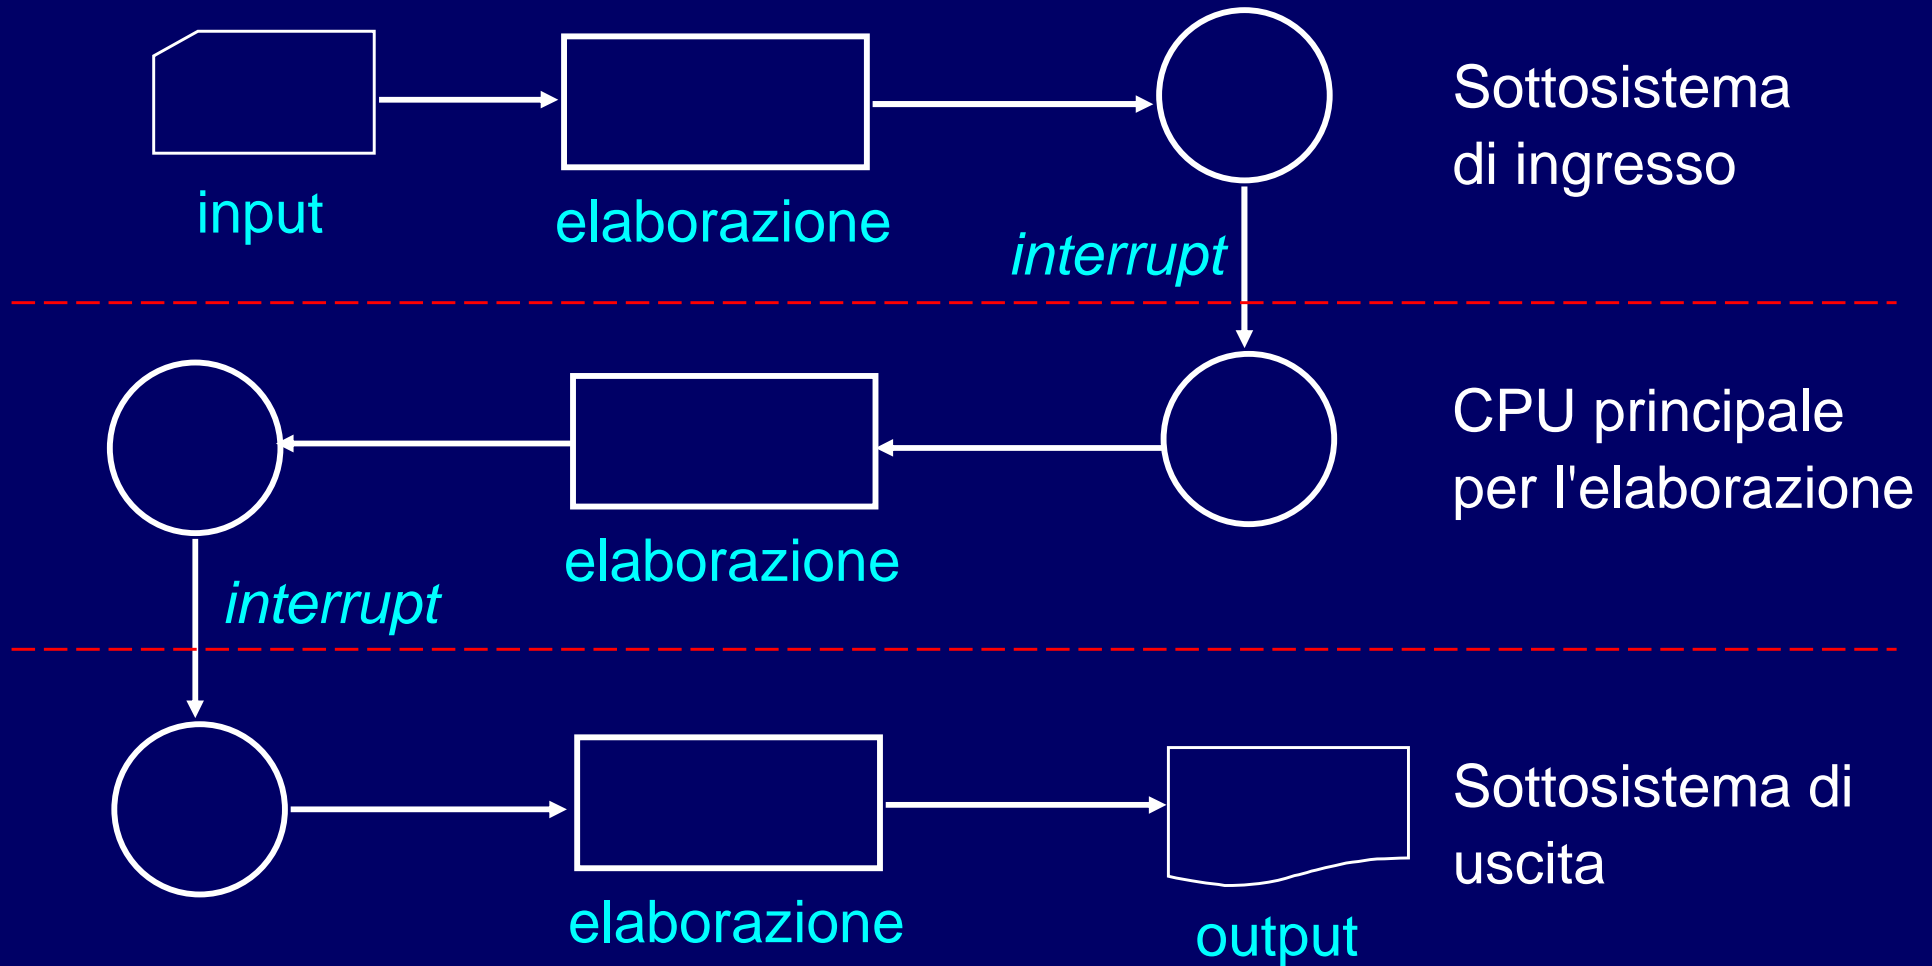 Sottosistema
di ingresso
input
elaborazione
interrupt
CPU principale
per l'elaborazione
elaborazione
interrupt
Sottosistema di
uscita
elaborazione
output